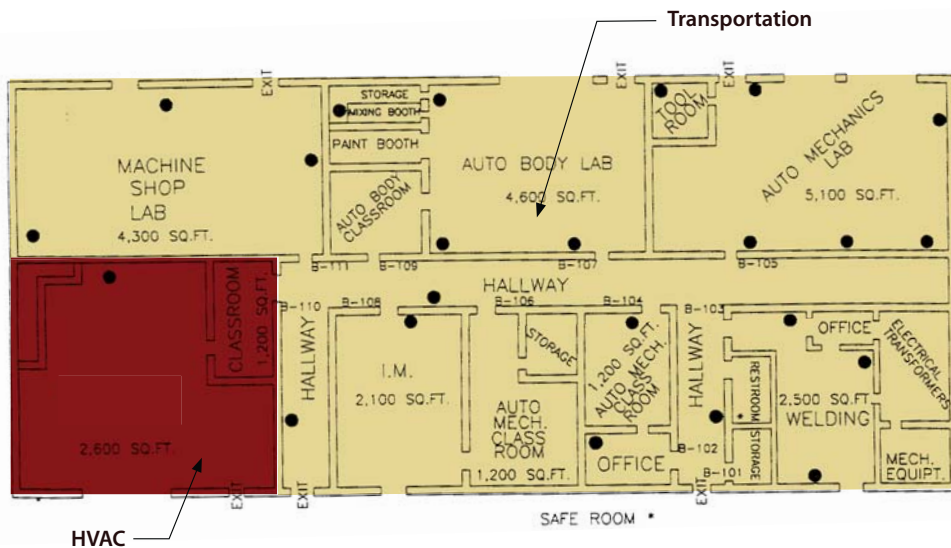 Transportation
EXIT
EXIT
EXIT
STORAGE
MIXING BOOTH
PAINT BOOTH
TOOL
ROOM
MACHINE
SHOP
LAB
4,300 SQ.FT.
AUTO BODY
CLASSROOM
AUTO BODY LAB
4,600 SQ.FT.
AUTO MECHANICS
LAB
5,100 SQ.FT.
B-111
B-109
B-107
B-105
HALLWAY
B-110
B-108
B-106
B-104
B-103
CLASSROOM
1,200 SQ.FT.
2,600 SQ.FT.
HALLWAY
I.M.
2,100 SQ.FT.
STORAGE
AUTO
MECH.
CLASS
ROOM
1,200 SQ.FT.
1,200 SQ.FT.
AUTO MECH.
CLASS
ROOM
OFFICE
HALLWAY
B-102
B-101
RESTROOM *
STORAGE
OFFICE
2,500 SQ.FT
WELDING
ELECTRICAL
TRANSFORMERS
MECH.
EQUIPT.
EXIT
EXIT
EXIT
SAFE ROOM *
HVAC